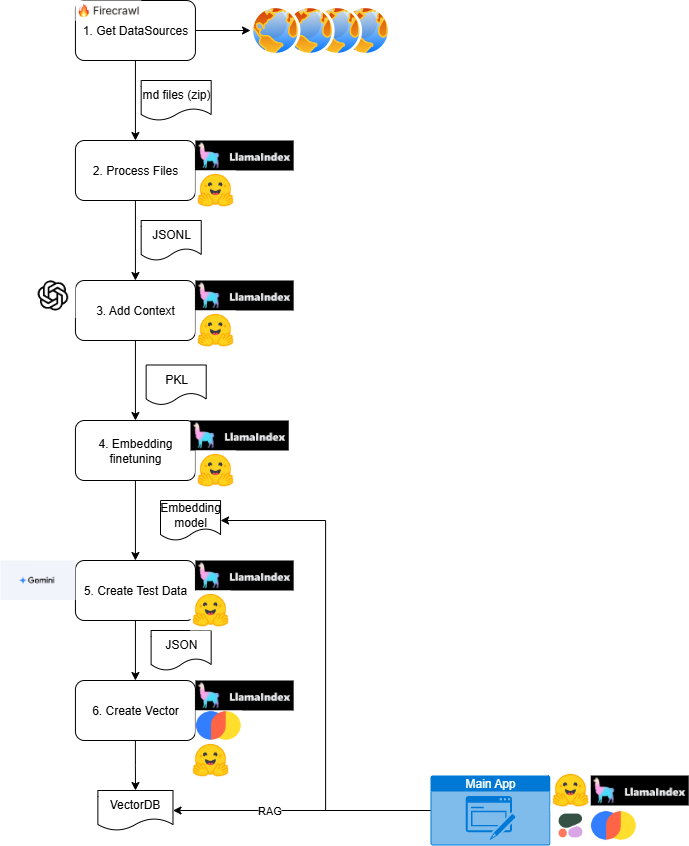 Firecrawl
1. Get DataSources
md files (zip)
2. Process Files
LlamaIndex
JSONL
3. Add Context
LlamaIndex
PKL
4. Embedding
finetuning
LlamaIndex
Embedding
model
Gemini
5. Create Test Data
LlamaIndex
JSON
6. Create Vector
LlamaIndex
VectorDB
RAG
Main App
LlamaIndex